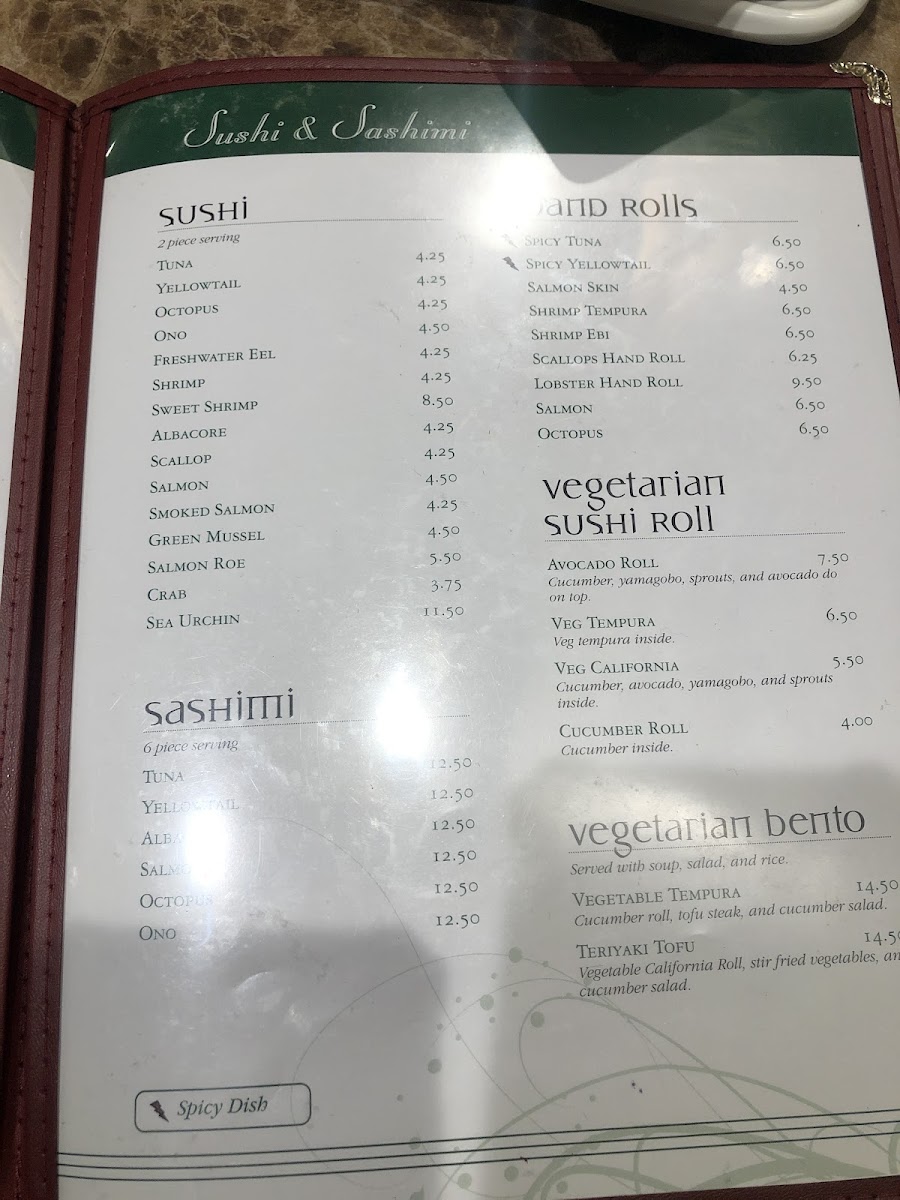 Sushi & Sashimi
SUSHI
2 piece serving
TUNA 4.25
YELLOWTAIL 4.25
OCTOPUS 4.25
ONO 4.50
FRESHWATER EEL 4.25
SHRIMP 4.25
SWEET SHRIMP 8.50
ALBACORE 4.25
SCALLOP 4.25
SALMON 4.50
SMOKED SALMON 4.25
GREEN MUSSEL 4.50
SALMON ROE 5.50
CRAB 3.75
SEA URCHIN 11.50
SASHIMI
6 piece serving
TUNA 12.50
YELLOWTAIL 12.50
12.50
SALMON 12.50
OCTOPUS 12.50
ONO 12.50
Spicy Dish
HAND ROLLS
SPICY TUNA 6.50
SPICY YELLOWTAIL 6.50
SALMON SKIN 4.50
SHRIMP TEMPURA 6.50
SHRIMP EBI 6.50
SCALLOPS HAND ROLL 6.25
LOBSTER HAND ROLL 9.50
SALMON 6.50
OCTOPUS 6.50
vegetarian
SUSHI ROLL
AVOCADO ROLL 7.50
Cucumber, yamagobo, sprouts, and avocado do
on top.
VEG TEMPURA 6.50
Veg tempura inside.
VEG CALIFORNIA 5.50
Cucumber, avocado, yamagobo, and sprouts
inside.
CUCUMBER ROLL 4.00
Cucumber inside.
vegetarian bento
Served with soup, salad, and rice.
VEGETABLE TEMPURA 14.50
Cucumber roll, tofu steak, and cucumber salad.
TERIYAKI TOFU 14.50
Vegetable California Roll, stir fried vegetables, an
cucumber salad.